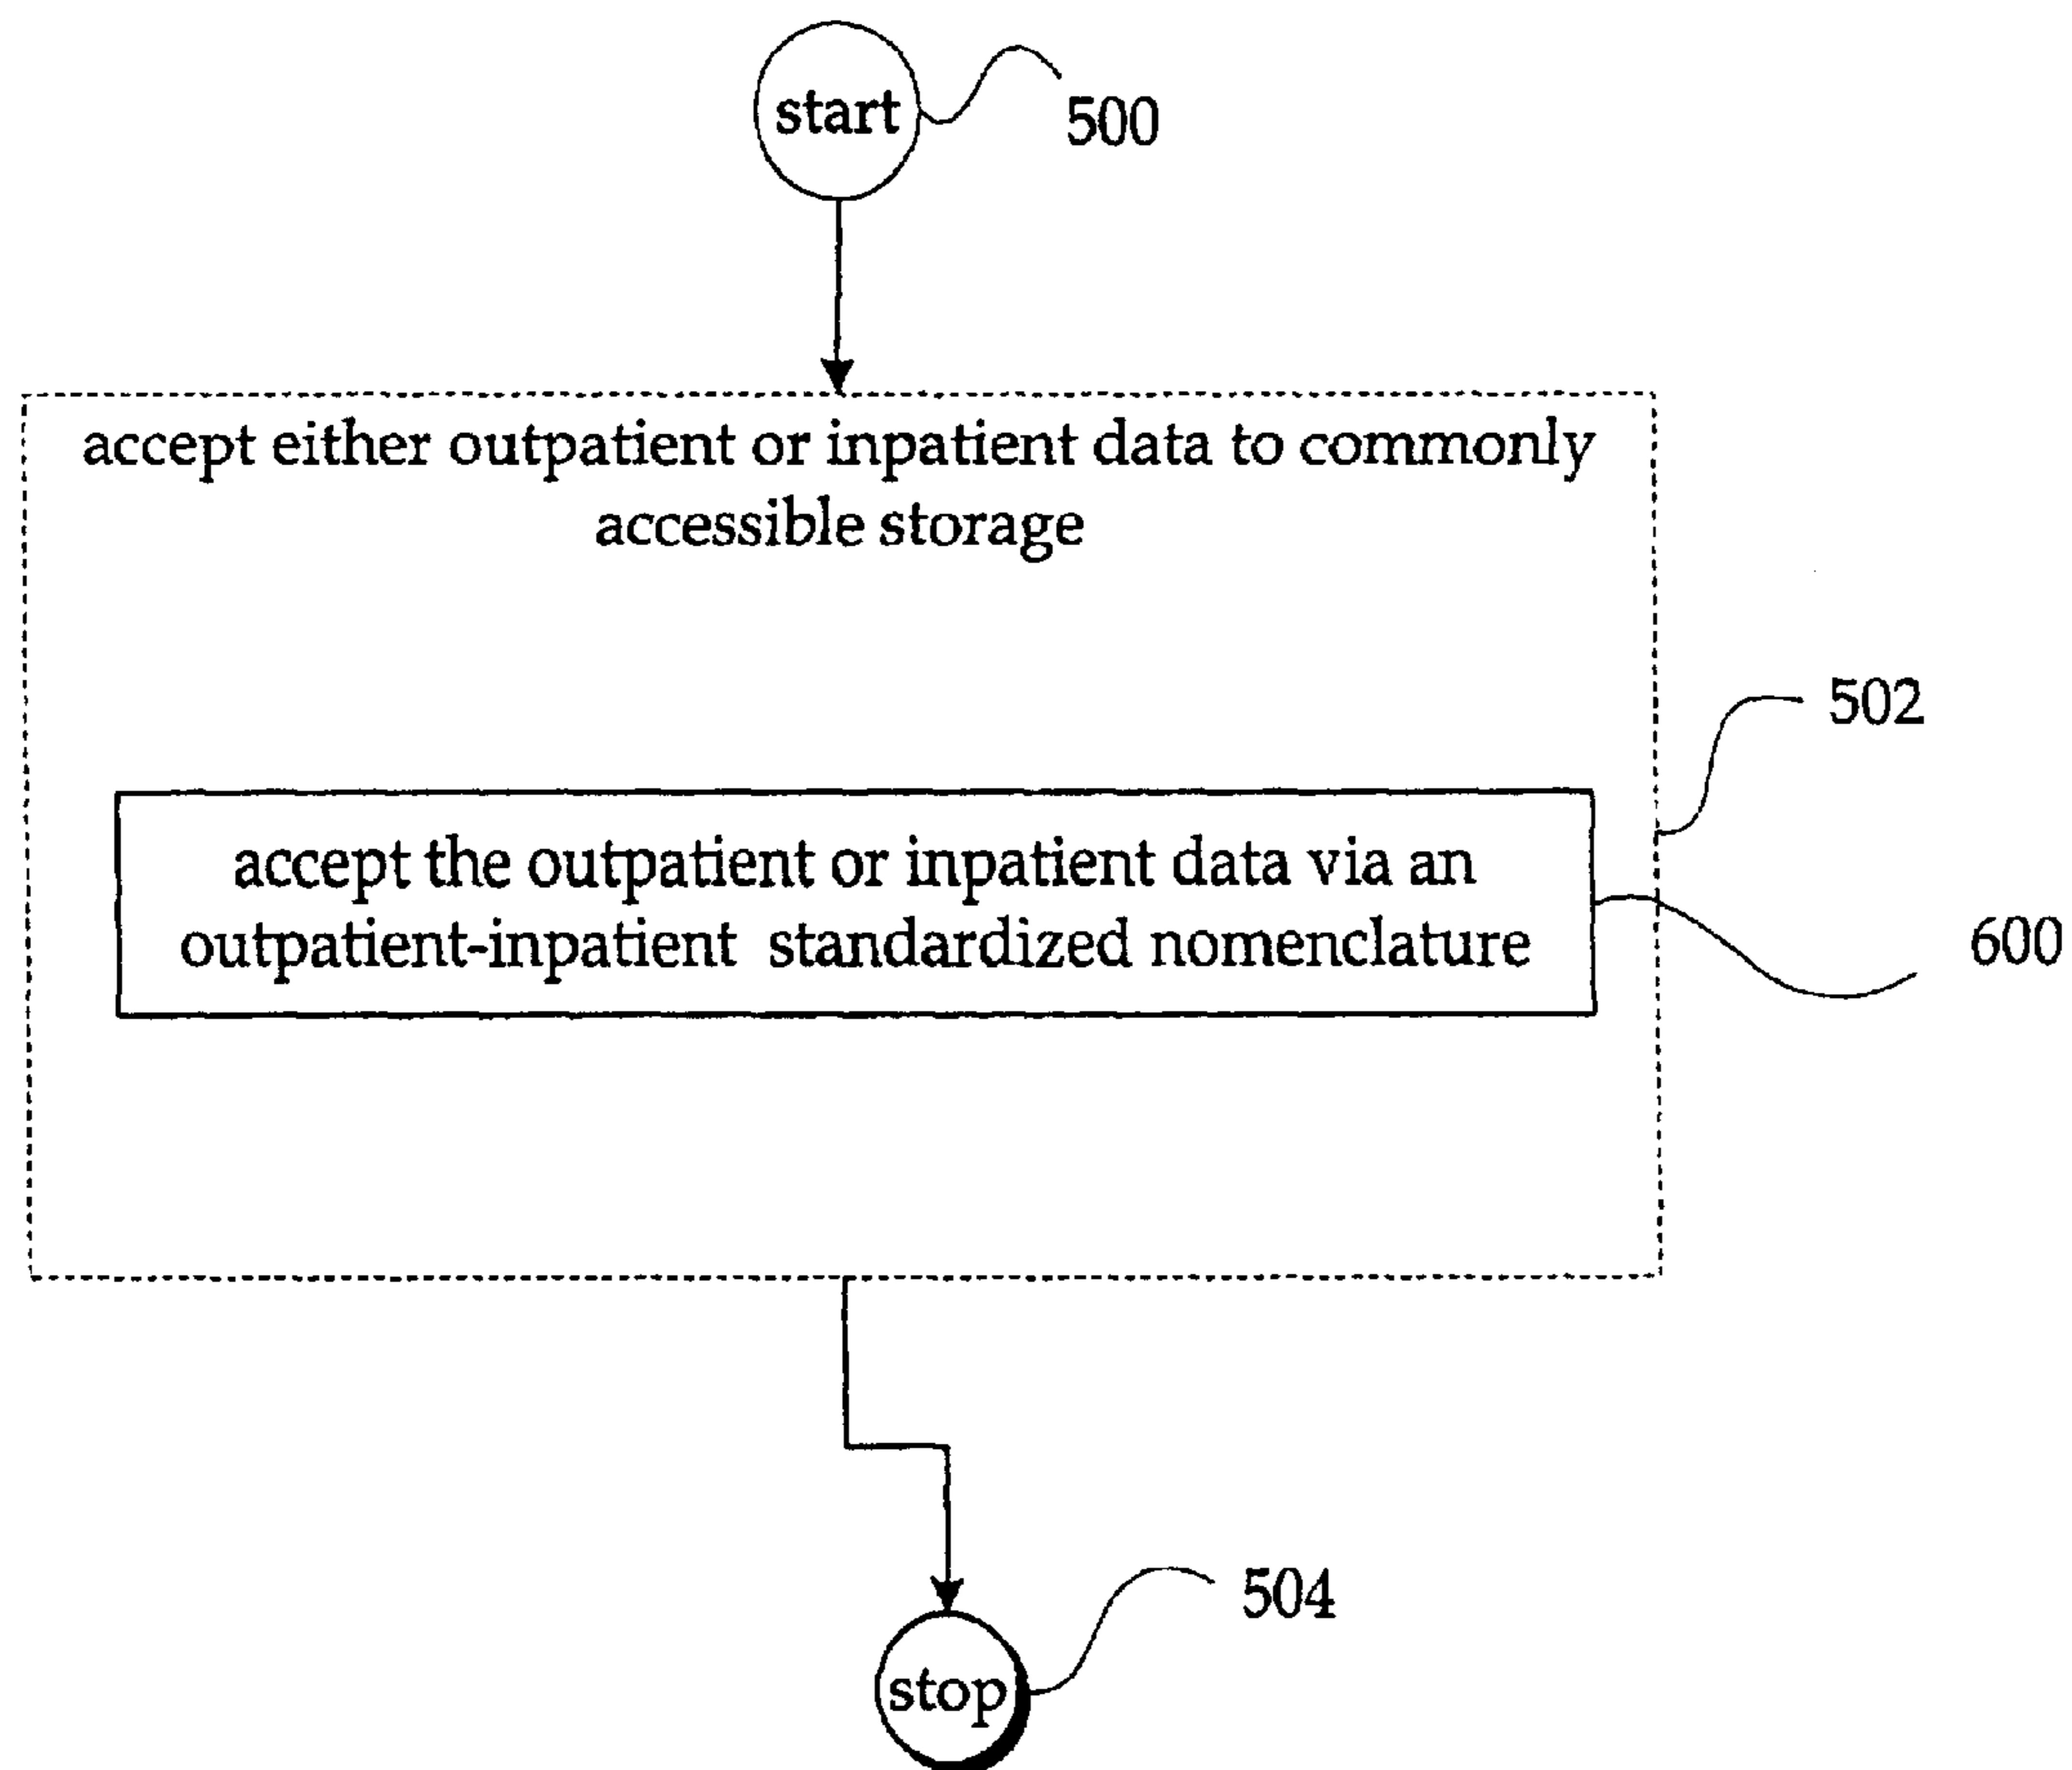 start
500
accept either outpatient or inpatient data to commonly
accessible storage
502
accept the outpatient or inpatient data via an
outpatient-inpatient standardized nomenclature
600
504
stop